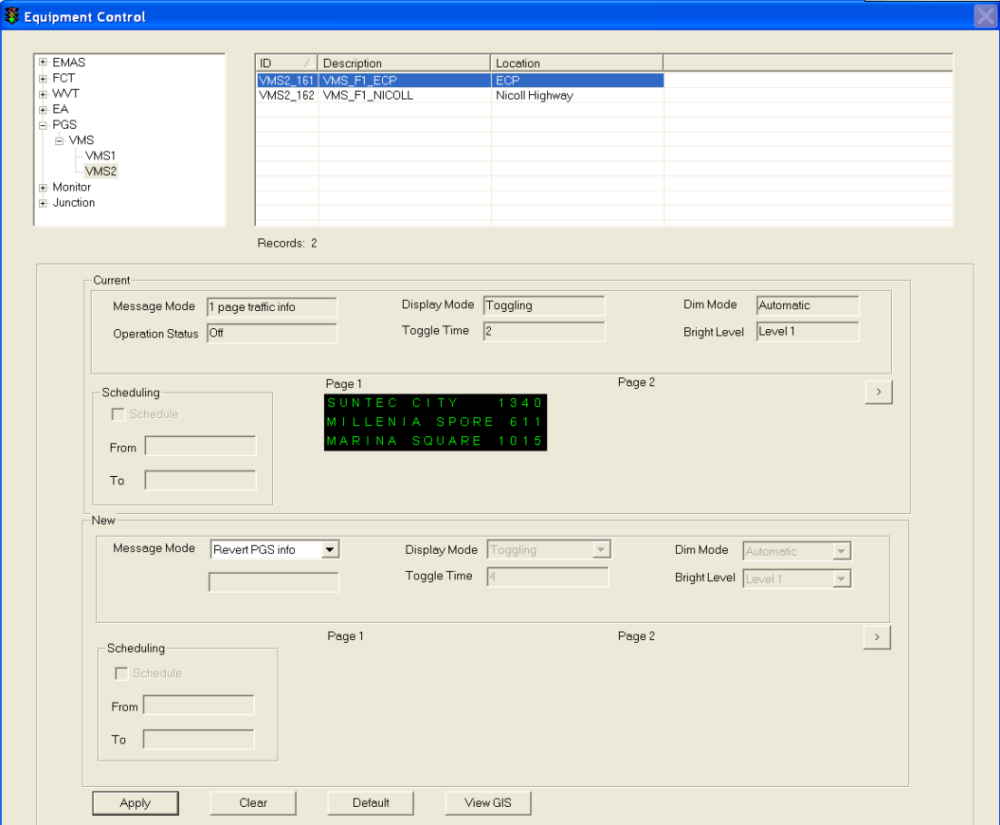 Equipment Control
EMAS
FCT
WVT
EA
PGS
VMS
VMS1
VMS2
Monitor
Junction
ID Description Location
VMS2_161 VMS_F1_ECP ECP
VMS2_162 VMS_F1_NICOLL Nicoll Highway
Records: 2
Current
Message Mode 1 page traffic info Display Mode Toggling Dim Mode Automatic
Operation Status Off Toggle Time 2 Bright Level Level 1
Page 1 Page 2 >
Scheduling
Schedule
From
To
SUNTEC CITY 1340
MILLENIA SPORE 611
MARINA SQUARE 1015
New
Message Mode Revert PGS info Display Mode Toggling Dim Mode Automatic
Toggle Time 4 Bright Level Level 1
Page 1 Page 2 >
Scheduling
Schedule
From
To
Apply Clear Default View GIS